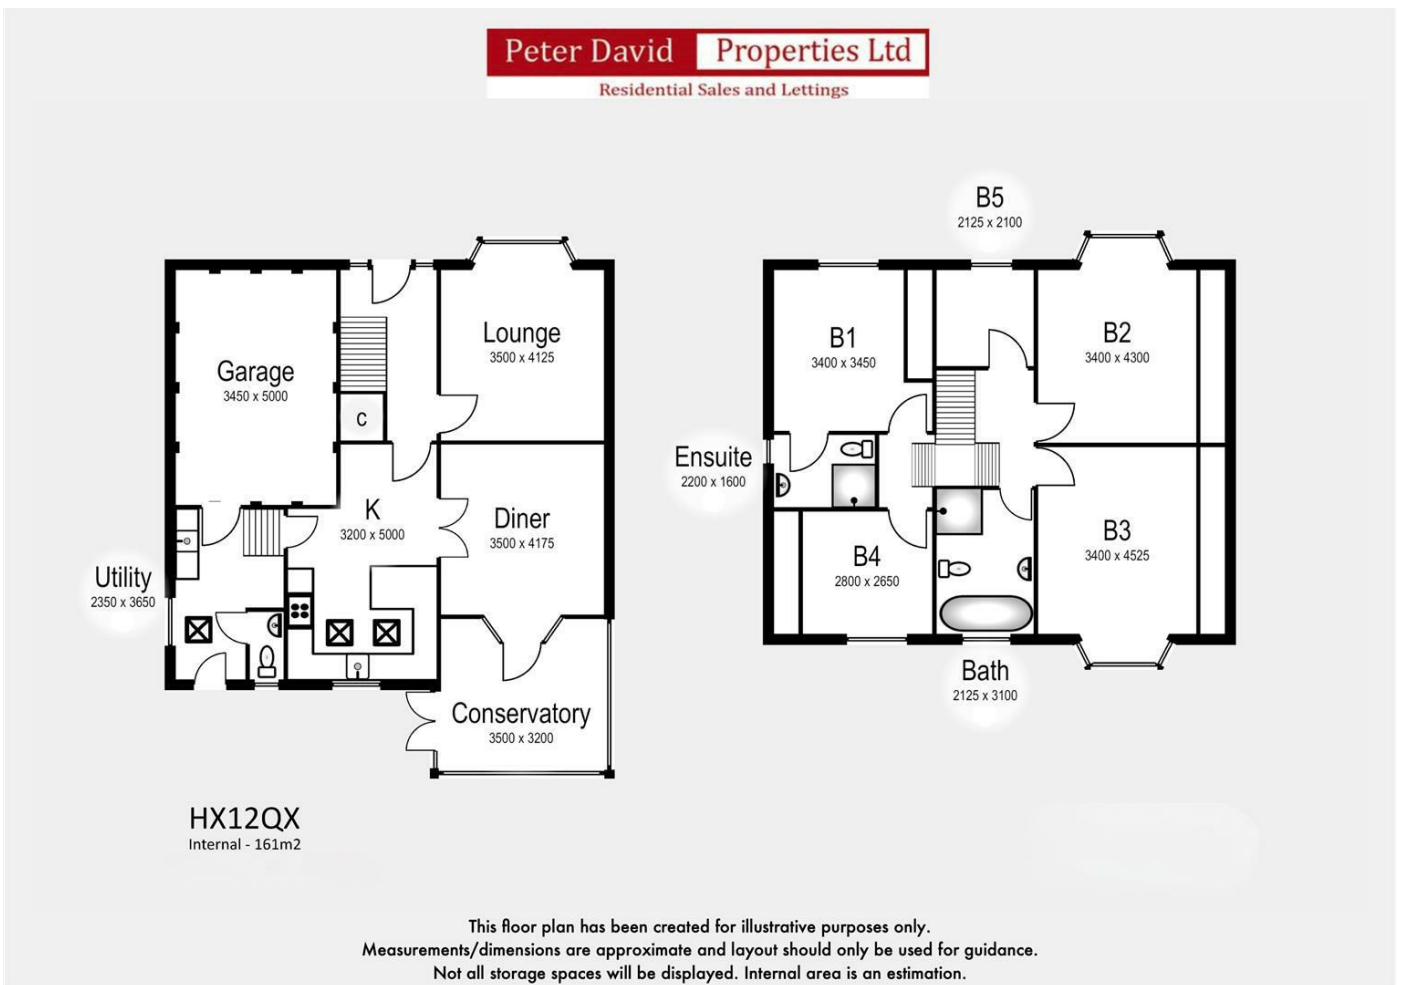 Peter David Properties Ltd
Residential Sales and Lettings
B5
2125 x 2100
Lounge
3500 x 4125
Garage
3450 x 5000
C
K
3200 x 5000
Diner
3500 x 4175
Utility
2350 x 3650
Conservatory
3500 x 3200
B1
3400 x 3450
B2
3400 x 4300
Ensuite
2200 x 1600
B4
2800 x 2650
B3
3400 x 4525
Bath
2125 x 3100
HX12QX
Internal - 161m2
This floor plan has been created for illustrative purposes only.
Measurements/dimensions are approximate and layout should only be used for guidance.
Not all storage spaces will be displayed. Internal area is an estimation.